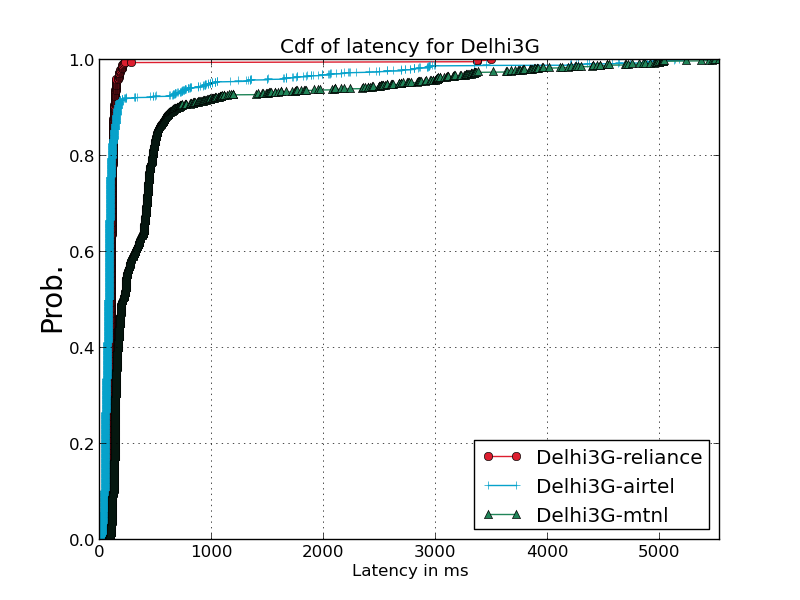 Cdf of latency for Delhi3G
1.0
0.8
0.6
0.4
0.2
0.0
Prob.
0 1000 2000 3000 4000 5000
Latency in ms
Delhi3G-reliance
Delhi3G-airtel
Delhi3G-mtnl